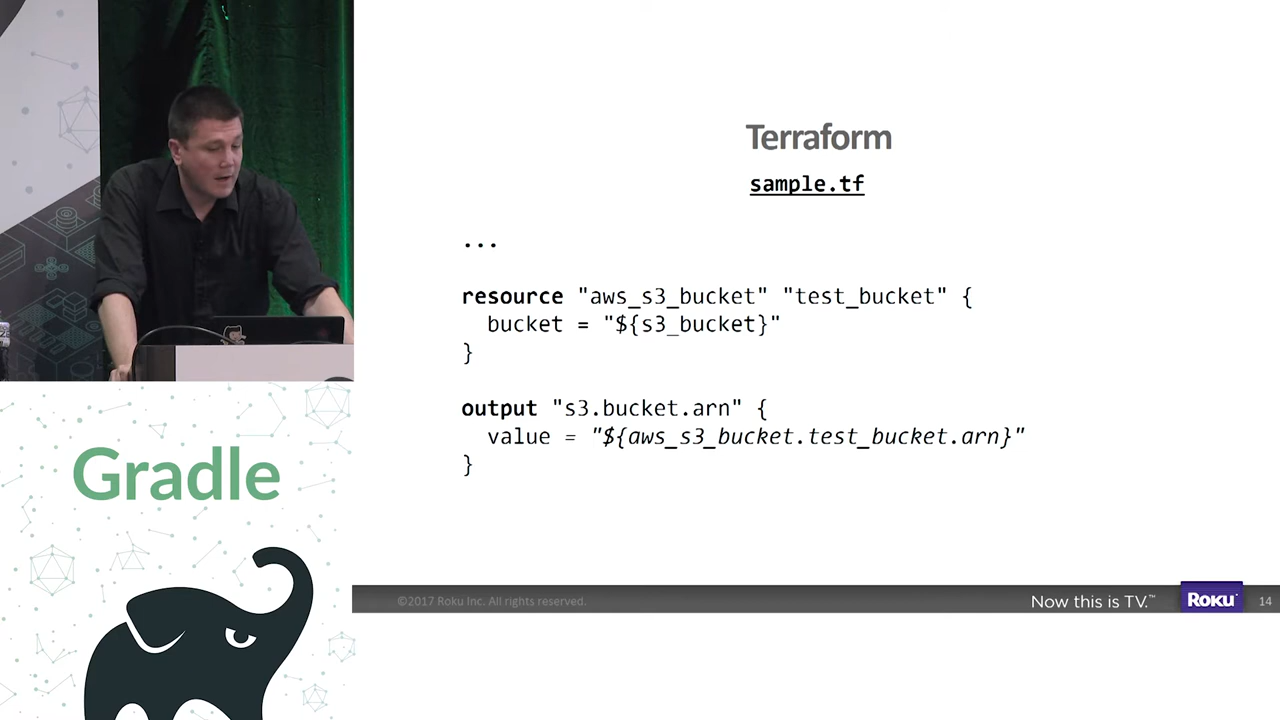 Terraform
sample.tf
...
resource "aws_s3_bucket" "test_bucket" {
  bucket = "${s3_bucket}"
}
output "s3.bucket.arn" {
  value = "${aws_s3_bucket.test_bucket.arn}"
}
Gradle
©2017 Roku Inc. All rights reserved.
Now this is TV.™
ROKU
14